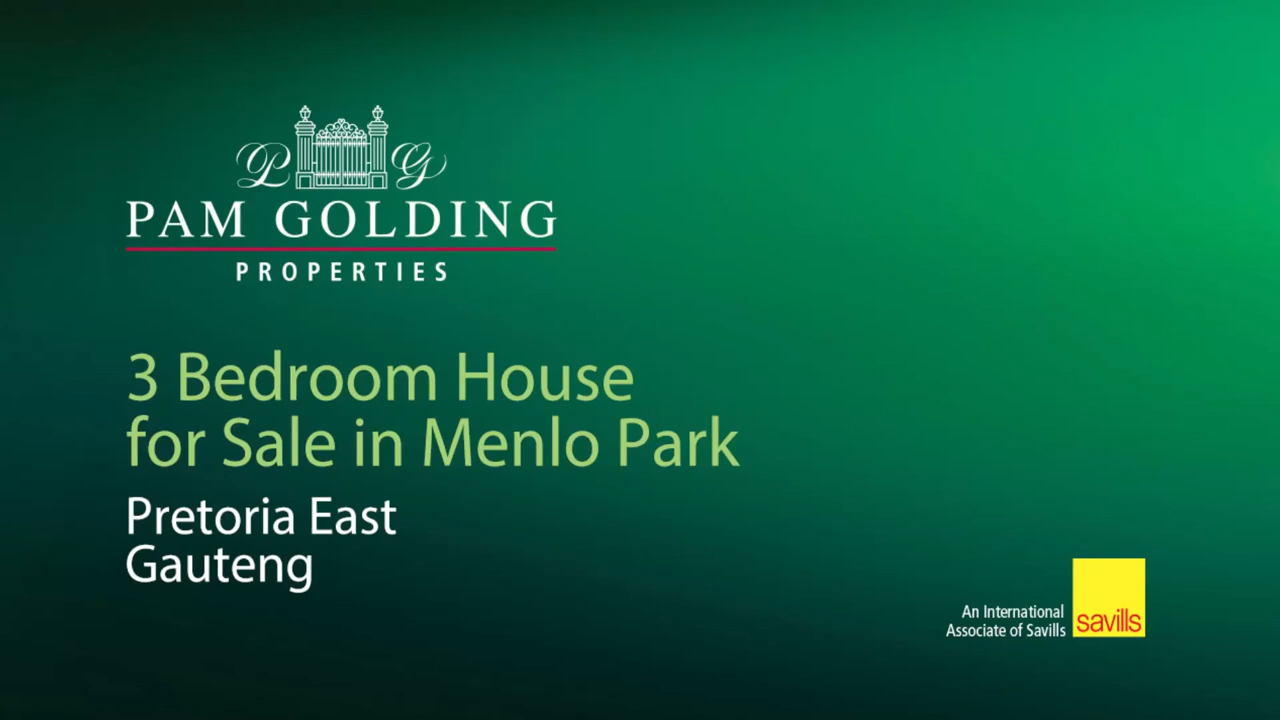 P G
PAM GOLDING
PROPERTIES
3 Bedroom House
for Sale in Menlo Park
Pretoria East
Gauteng
An International
Associate of Savills
savills